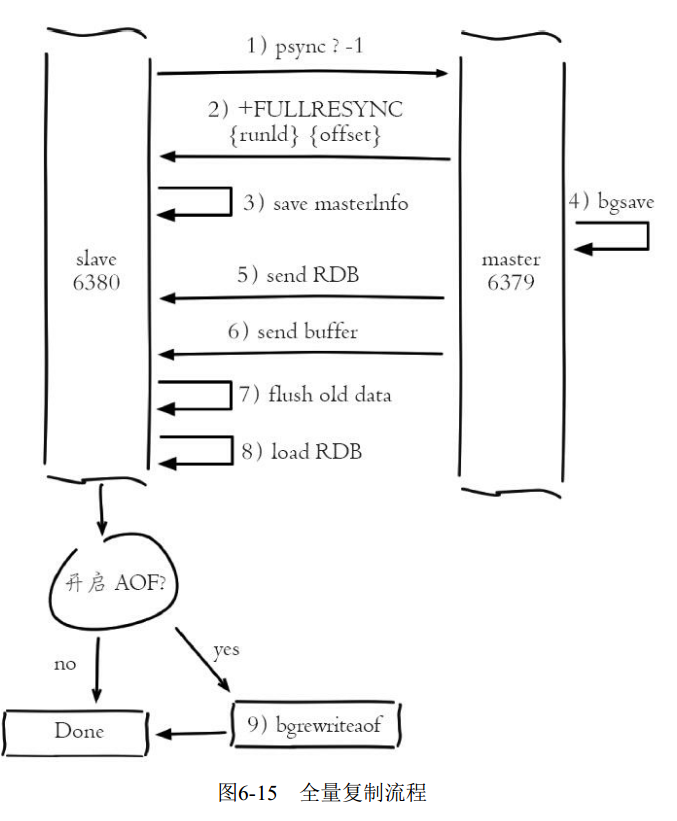 1) psync ? -1
2) +FULLRESYNC
{runId} {offset}
3) save masterInfo
4) bgsave
slave
6380
master
6379
5) send RDB
6) send buffer
7) flush old data
8) load RDB
开启 AOF?
no
yes
Done
9) bgrewriteaof
图6-15 全量复制流程